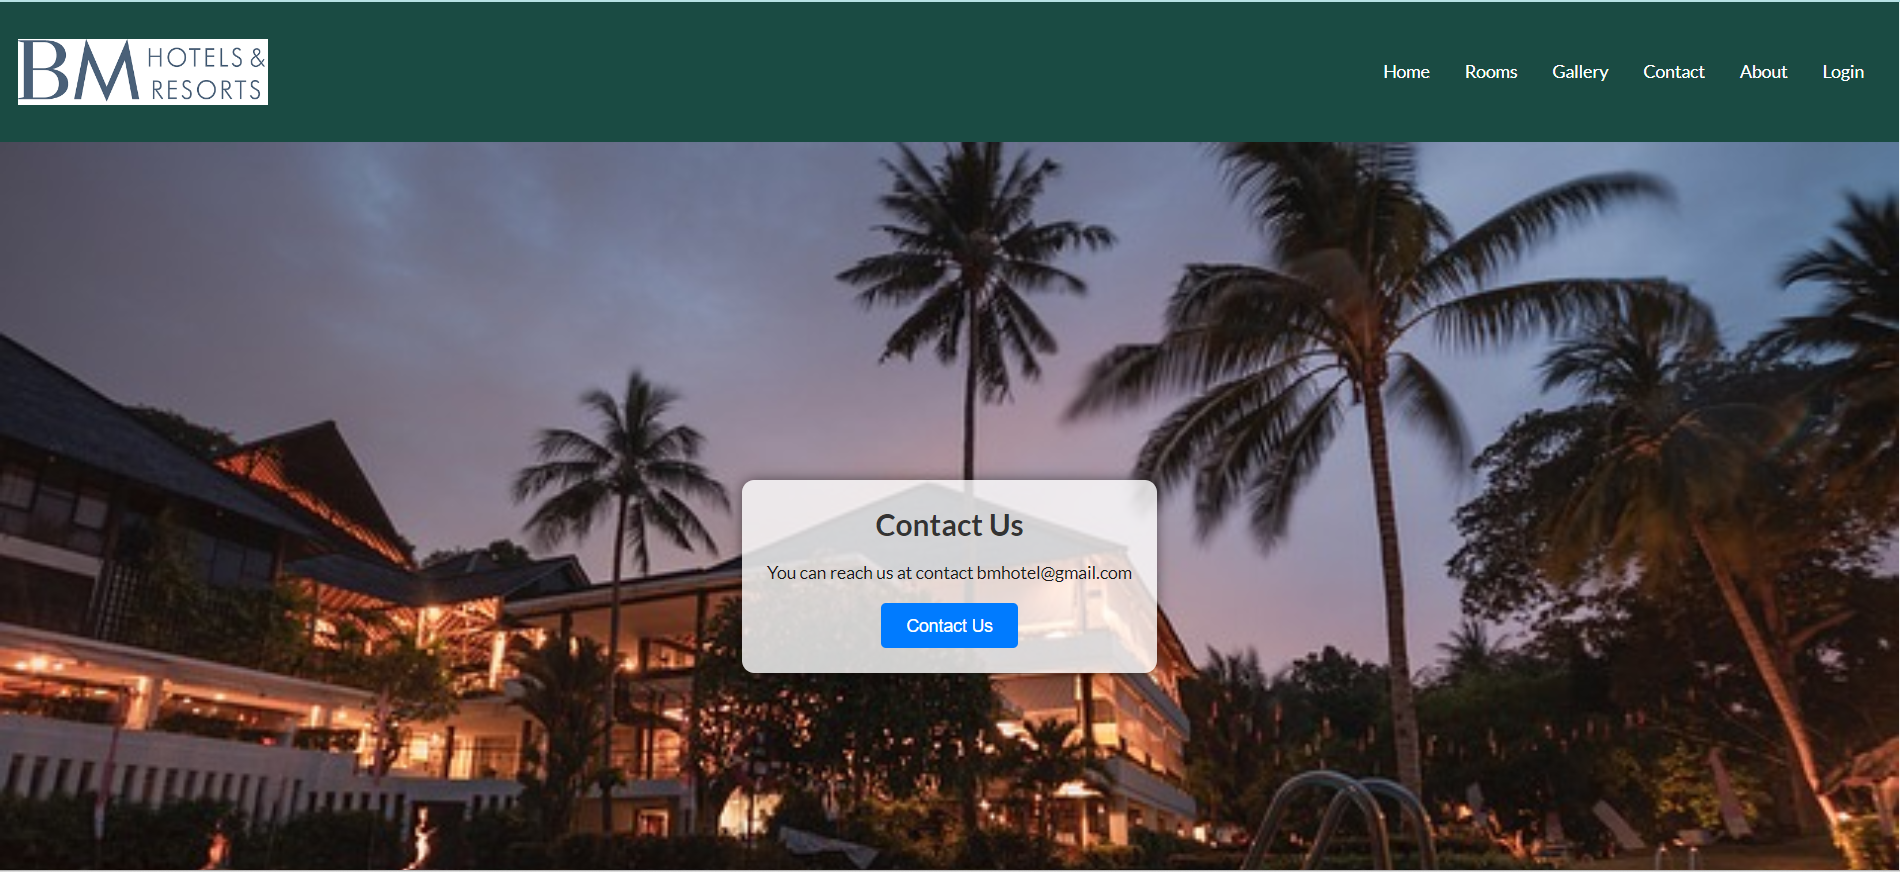 BM HOTELS &
RESORTS
Home Rooms Gallery Contact About Login
Contact Us
You can reach us at contact bmhotel@gmail.com
Contact Us